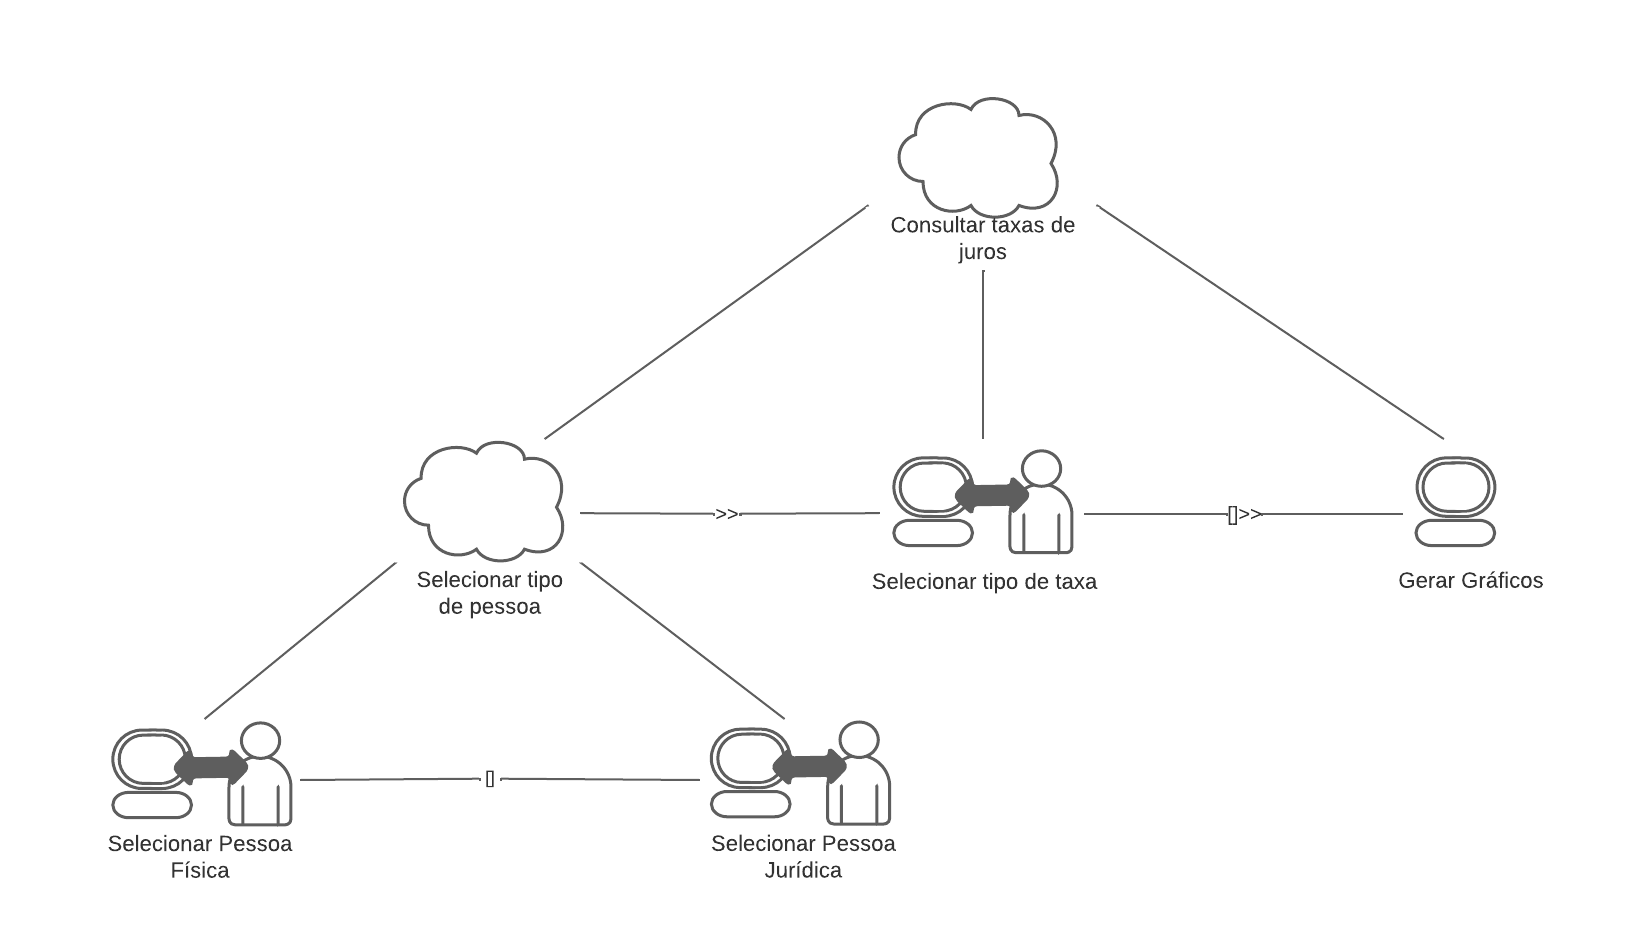 Consultar taxas de
juros
>>
[]>>
Selecionar tipo
de pessoa
Selecionar tipo de taxa
Gerar Gráficos
[]
Selecionar Pessoa
Física
Selecionar Pessoa
Jurídica